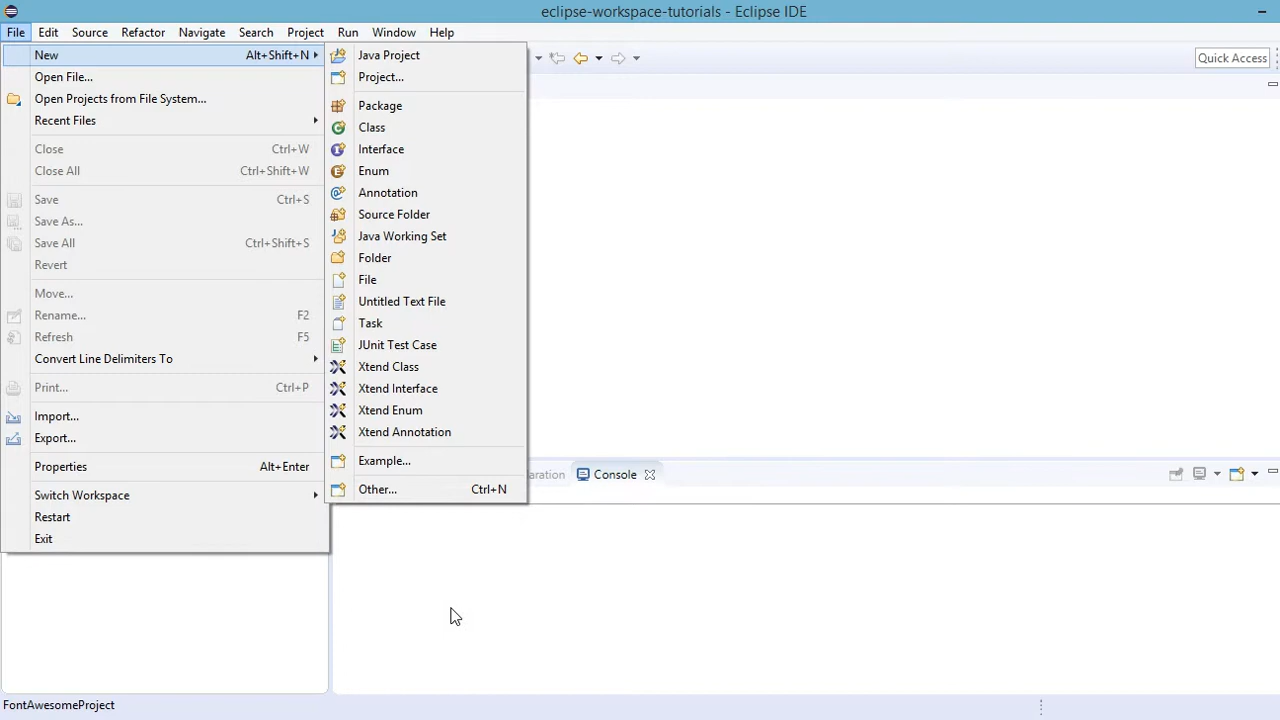 eclipse-workspace-tutorials - Eclipse IDE
File Edit Source Refactor Navigate Search Project Run Window Help
New Alt+Shift+N
Open File...
Open Projects from File System...
Recent Files
Close Ctrl+W
Close All Ctrl+Shift+W
Save Ctrl+S
Save As...
Save All Ctrl+Shift+S
Revert
Move...
Rename... F2
Refresh F5
Convert Line Delimiters To
Print... Ctrl+P
Import...
Export...
Properties Alt+Enter
Switch Workspace
Restart
Exit
Java Project
Project...
Package
Class
Interface
Enum
Annotation
Source Folder
Java Working Set
Folder
File
Untitled Text File
Task
JUnit Test Case
Xtend Class
Xtend Interface
Xtend Enum
Xtend Annotation
Example...
Other... Ctrl+N
Quick Access
aration Console
FontAwesomeProject